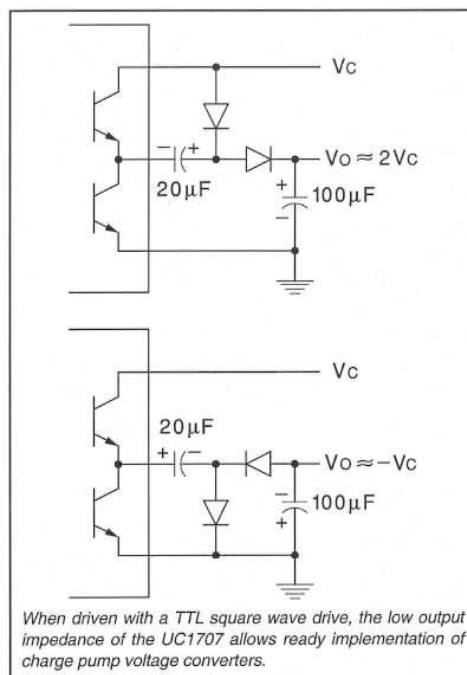 Vc
− +
20µF
Vo ≈ 2Vc
+
100µF
−
Vc
20µF
+ −
Vo ≈ −Vc
−
100µF
+
When driven with a TTL square wave drive, the low output
impedance of the UC1707 allows ready implementation of
charge pump voltage converters.